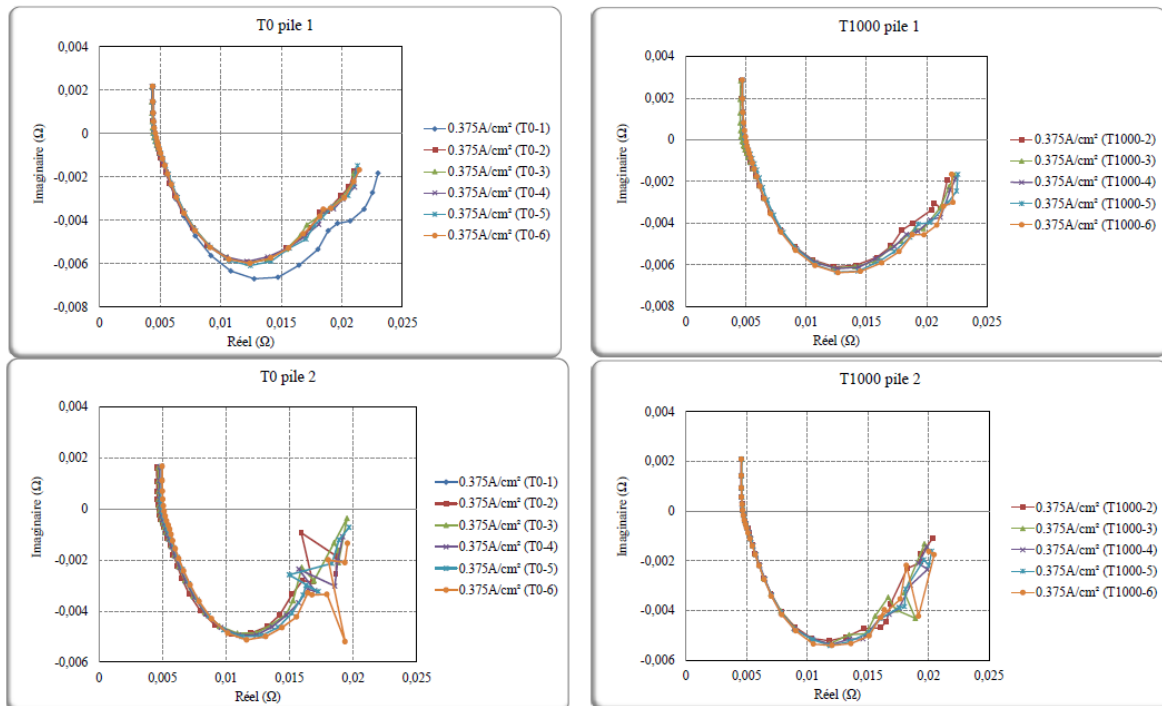 T0 pile 1
0,004
0,002
0
-0,002
-0,004
-0,006
-0,008
Imaginaire (Ω)
0
0,005
0,01
0,015
0,02
0,025
Réel (Ω)
0.375A/cm² (T0-1)
0.375A/cm² (T0-2)
0.375A/cm² (T0-3)
0.375A/cm² (T0-4)
0.375A/cm² (T0-5)
0.375A/cm² (T0-6)
T1000 pile 1
0,004
0,002
0
-0,002
-0,004
-0,006
-0,008
Imaginaire (Ω)
0
0,005
0,01
0,015
0,02
0,025
Réel (Ω)
0.375A/cm² (T1000-2)
0.375A/cm² (T1000-3)
0.375A/cm² (T1000-4)
0.375A/cm² (T1000-5)
0.375A/cm² (T1000-6)
T0 pile 2
0,004
0,002
0
-0,002
-0,004
-0,006
Imaginaire (Ω)
0
0,005
0,01
0,015
0,02
0,025
Réel (Ω)
0.375A/cm² (T0-1)
0.375A/cm² (T0-2)
0.375A/cm² (T0-3)
0.375A/cm² (T0-4)
0.375A/cm² (T0-5)
0.375A/cm² (T0-6)
T1000 pile 2
0,004
0,002
0
-0,002
-0,004
-0,006
Imaginaire (Ω)
0
0,005
0,01
0,015
0,02
0,025
Réel (Ω)
0.375A/cm² (T1000-2)
0.375A/cm² (T1000-3)
0.375A/cm² (T1000-4)
0.375A/cm² (T1000-5)
0.375A/cm² (T1000-6)